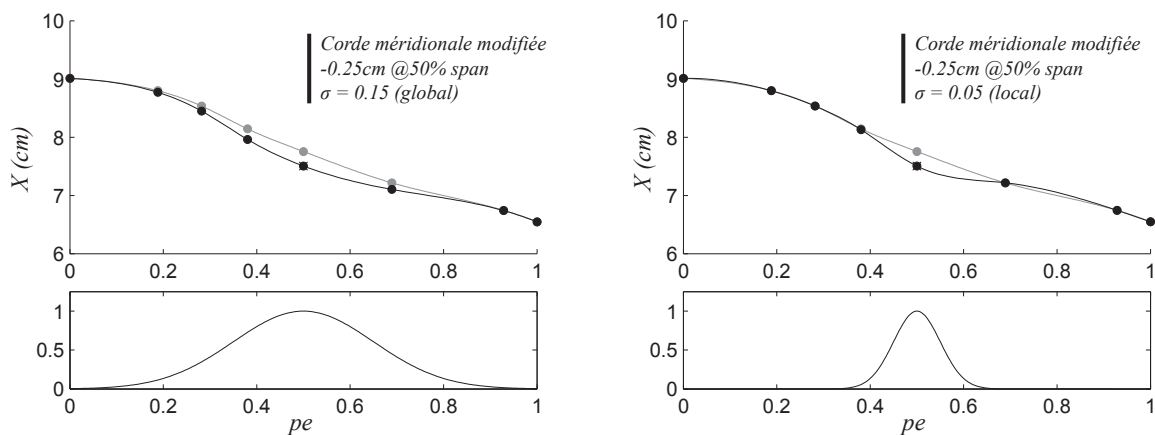 10
9
8
7
6
X (cm)
Corde méridionale modifiée
-0.25cm @50% span
σ = 0.15 (global)
0 0.2 0.4 0.6 0.8 1
1
0.5
0
0 0.2 0.4 0.6 0.8 1
pe
10
9
8
7
6
X (cm)
Corde méridionale modifiée
-0.25cm @50% span
σ = 0.05 (local)
0 0.2 0.4 0.6 0.8 1
1
0.5
0
0 0.2 0.4 0.6 0.8 1
pe